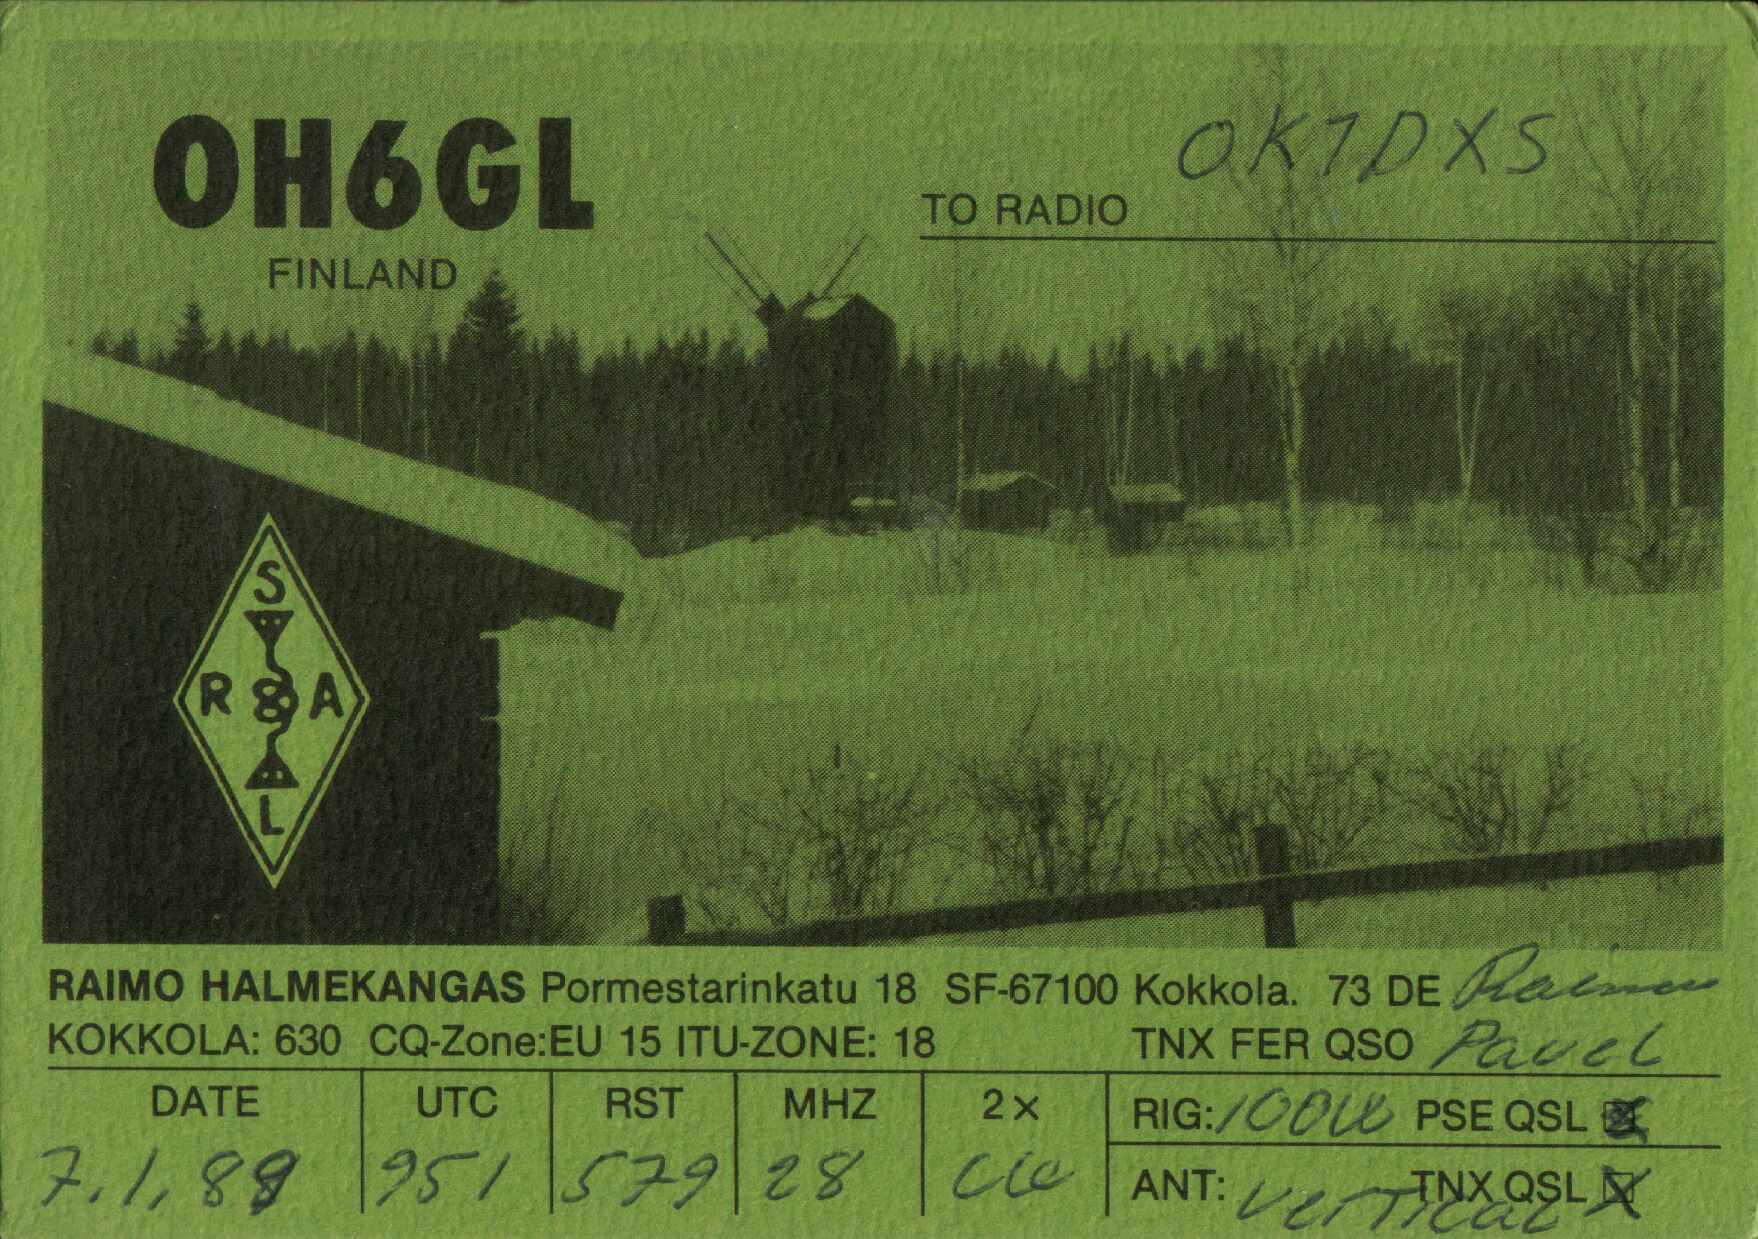 OH6GL
FINLAND
TO RADIO OK1DXS
S
R A
L
RAIMO HALMEKANGAS Pormestarinkatu 18 SF-67100 Kokkola. 73 DE Raimo
KOKKOLA: 630 CQ-Zone:EU 15 ITU-ZONE: 18 TNX FER QSO Pavel
DATE UTC RST MHZ 2x RIG: 100W PSE QSL
7.1.89 951 579 28 CW ANT: vertical TNX QSL